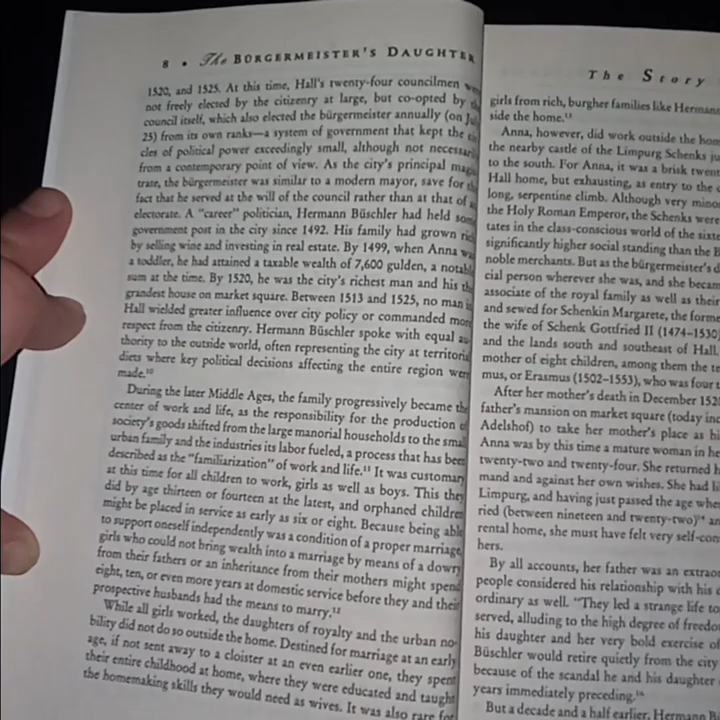 8 • The BÜRGERMEISTER'S DAUGHTER
1520, and 1525. At this time, Hall's twenty-four councilmen
not freely elected by the citizenry at large, but co-opted by
council itself, which also elected the bürgermeister annually (on
25) from its own ranks—a system of government that kept the
cles of political power exceedingly small, although not
from a contemporary point of view. As the city's principal
trate, the bürgermeister was similar to a modern mayor, save for
fact that he served at the will of the council rather than at that of
electorate. A "career" politician, Hermann Büschler had held
government post in the city since 1492. His family had grown
by selling wine and investing in real estate. By 1499, when Anna
a toddler, he had attained a taxable wealth of 7,600 gulden, a
sum at the time. By 1520, he was the city's richest man and his
grandest house on market square. Between 1513 and 1525, no man
Hall wielded greater influence over city policy or commanded
respect from the citizenry. Hermann Büschler spoke with equal
thority to the outside world, often representing the city at
diets where key political decisions affecting the entire region
made.¹⁰
During the later Middle Ages, the family progressively became the
center of work and life, as the responsibility for the production
society's goods shifted from the large manorial households to the
urban family and the industries its labor fueled, a process that has been
described as the "familiarization" of work and life.¹¹ It was customary
at this time for all children to work, girls as well as boys. This they
did by age thirteen or fourteen at the latest, and orphaned children
might be placed in service as early as six or eight. Because being able
to support oneself independently was a condition of a proper marriage,
girls who could not bring wealth into a marriage by means of a dowry
from their fathers or an inheritance from their mothers might spend
eight, ten, or even more years at domestic service before they and their
prospective husbands had the means to marry.¹²
While all girls worked, the daughters of royalty and the urban no-
bility did not do so outside the home. Destined for marriage at an early
age, if not sent away to a cloister at an even earlier one, they spent
their entire childhood at home, where they were educated and taught
the homemaking skills they would need as wives. It was also rare for
The Story
girls from rich, burgher families like
side the home.¹³
Anna, however, did work outside the
the nearby castle of the Limpurg Schenks
to the south. For Anna, it was a brisk
Hall home, but exhausting, as entry to the
long, serpentine climb. Although very
the Holy Roman Emperor, the Schenks were
tates in the class-conscious world of the
significantly higher social standing than the
noble merchants. But as the bürgermeister's
cial person wherever she was, and she
associate of the royal family as well as their
and sewed for Schenkin Margarete, the
the wife of Schenk Gottfried II (1474–1530)
and the lands south and southeast of Hall.
mother of eight children, among them the
mus, or Erasmus (1502–1553), who was four
After her mother's death in December
father's mansion on market square (today
Adelshof) to take her mother's place as
Anna was by this time a mature woman in
twenty-two and twenty-four. She returned
mand and against her own wishes. She had
Limpurg, and having just passed the age
ried (between nineteen and twenty-two)¹⁴
rental home, she must have felt very
hers.
By all accounts, her father was an
people considered his relationship with his
ordinary as well. "They led a strange life
served, alluding to the high degree of
his daughter and her very bold exercise of
Büschler would retire quietly from the city
because of the scandal he and his daughter
years immediately preceding.¹⁶
But a decade and a half earlier, Hermann